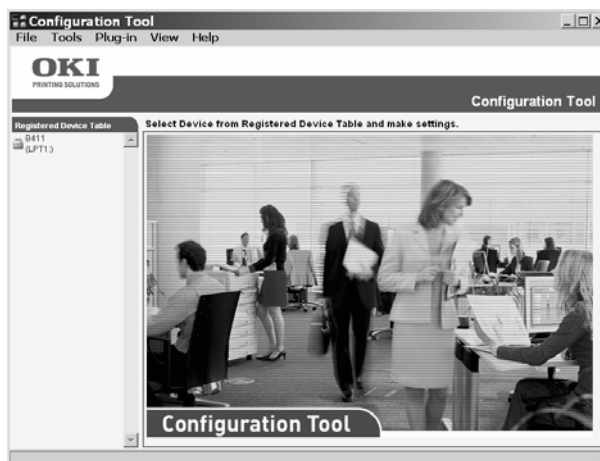 Configuration Tool
File Tools Plug-in View Help
OKI
PRINTING SOLUTIONS
Configuration Tool
Registered Device Table
Select Device from Registered Device Table and make settings.
B411
(LPT1:)
Configuration Tool